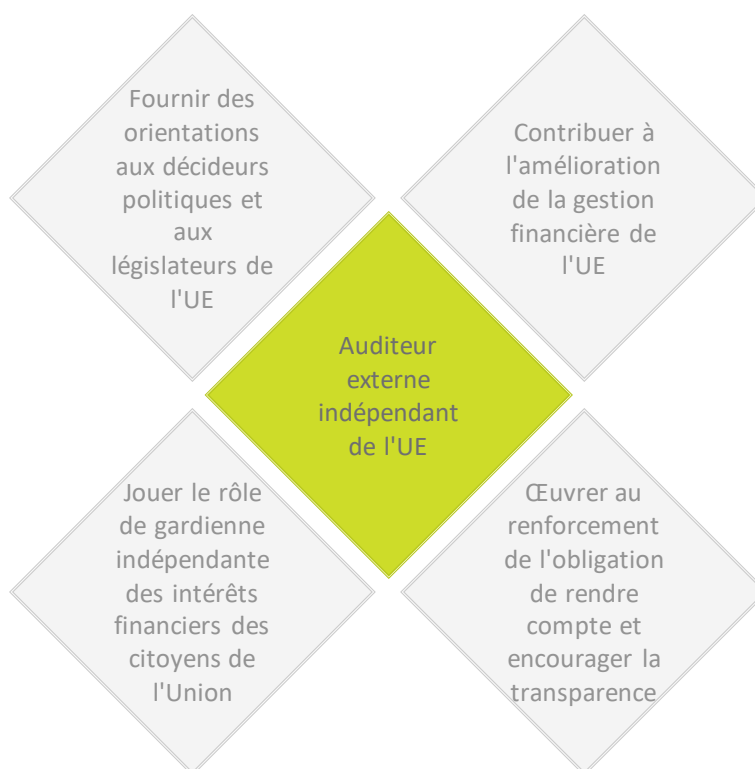 Fournir des
orientations
aux décideurs
politiques et
aux
législateurs de
l'UE
Contribuer à
l'amélioration
de la gestion
financière de
l'UE
Auditeur
externe
indépendant
de l'UE
Jouer le rôle
de gardienne
indépendante
des intérêts
financiers des
citoyens de
l'Union
Œuvrer au
renforcement
de l'obligation
de rendre
compte et
encourager la
transparence